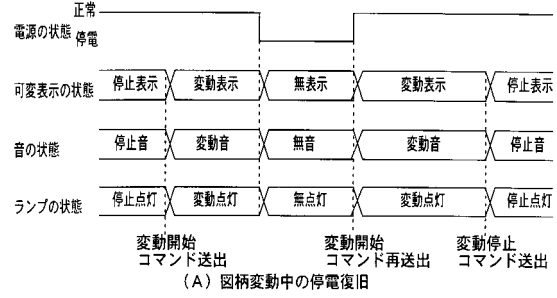 正常
電源の状態
停電
可変表示の状態 停止表示 変動表示 無表示 変動表示 停止表示
音の状態 停止音 変動音 無音 変動音 停止音
ランプの状態 停止点灯 変動点灯 無点灯 変動点灯 停止点灯
変動開始 変動開始 変動停止
コマンド送出 コマンド再送出 コマンド送出
(A) 図柄変動中の停電復旧